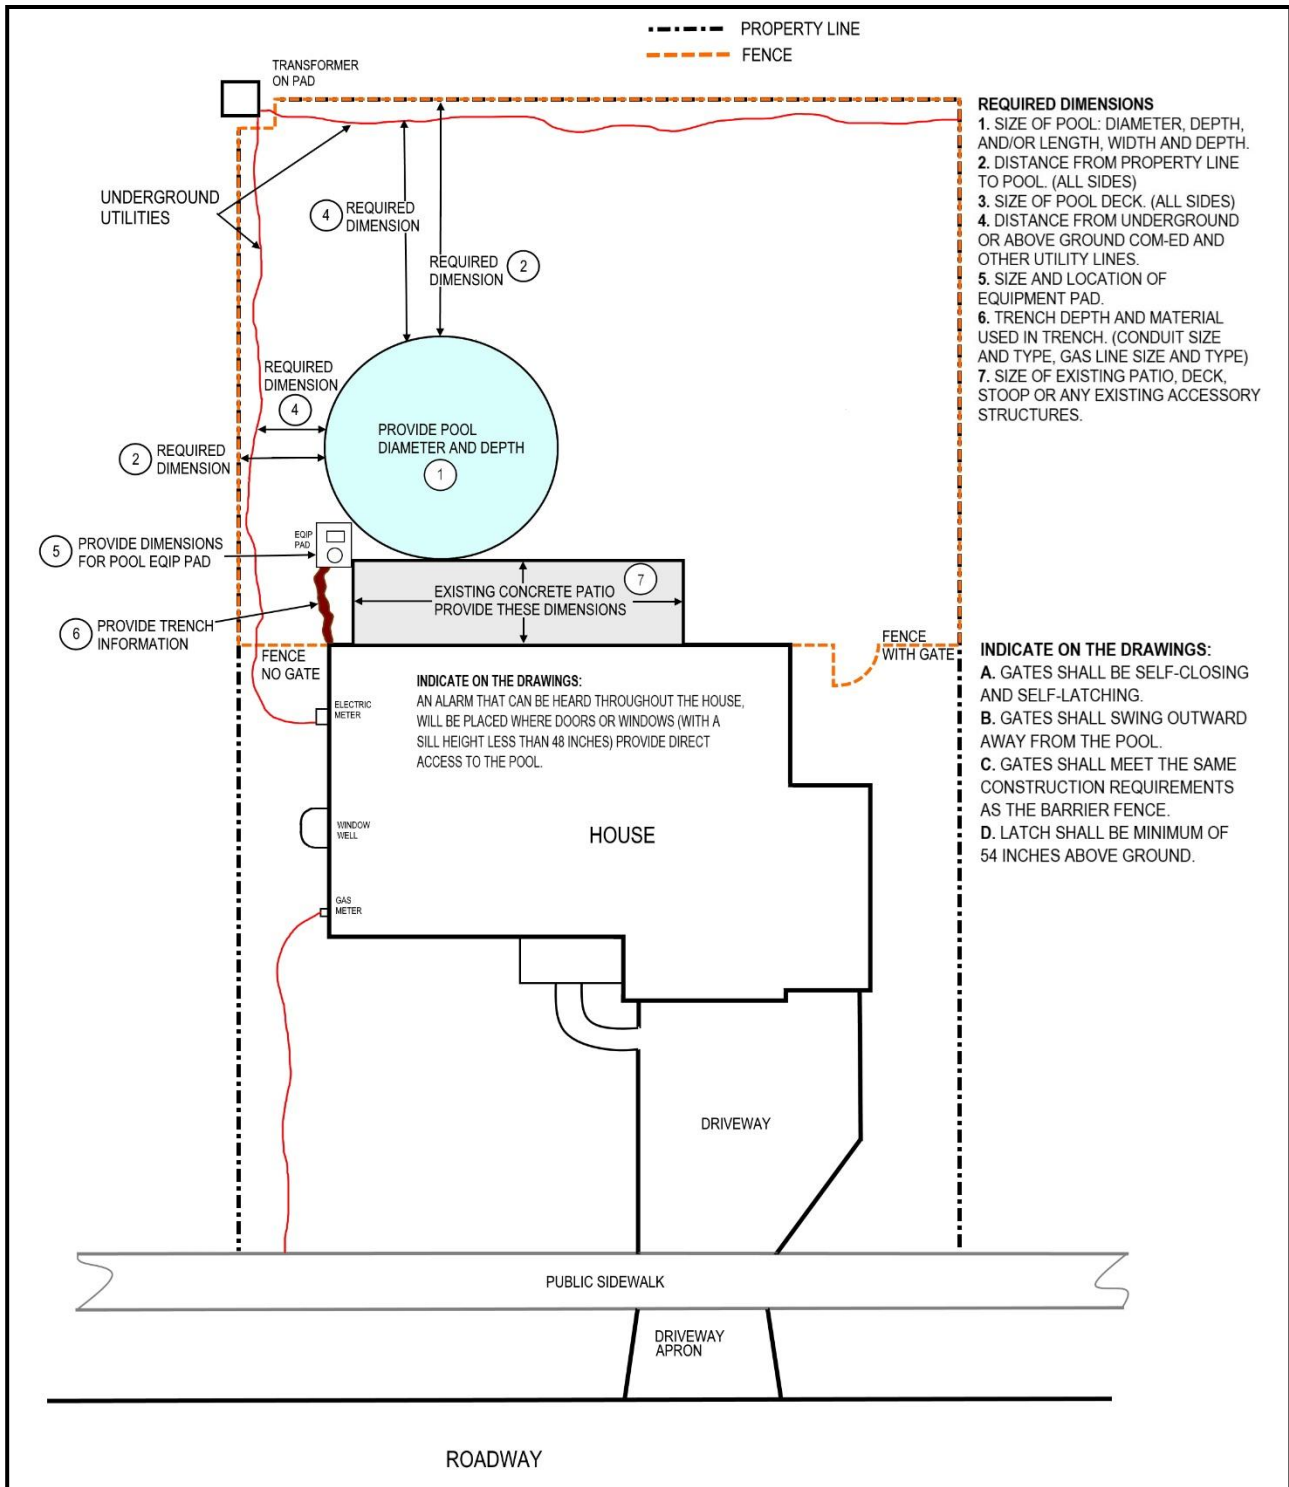 PROPERTY LINE
FENCE
TRANSFORMER
ON PAD
UNDERGROUND
UTILITIES
4
REQUIRED
DIMENSION
REQUIRED
DIMENSION
2
REQUIRED
DIMENSION
4
2
REQUIRED
DIMENSION
PROVIDE POOL
DIAMETER AND DEPTH
1
EQIP
PAD
5
PROVIDE DIMENSIONS
FOR POOL EQIP PAD
6
PROVIDE TRENCH
INFORMATION
7
EXISTING CONCRETE PATIO
PROVIDE THESE DIMENSIONS
FENCE
NO GATE
FENCE
WITH GATE
REQUIRED DIMENSIONS
1. SIZE OF POOL: DIAMETER, DEPTH,
AND/OR LENGTH, WIDTH AND DEPTH.
2. DISTANCE FROM PROPERTY LINE
TO POOL. (ALL SIDES)
3. SIZE OF POOL DECK. (ALL SIDES)
4. DISTANCE FROM UNDERGROUND
OR ABOVE GROUND COM-ED AND
OTHER UTILITY LINES.
5. SIZE AND LOCATION OF
EQUIPMENT PAD.
6. TRENCH DEPTH AND MATERIAL
USED IN TRENCH. (CONDUIT SIZE
AND TYPE, GAS LINE SIZE AND TYPE)
7. SIZE OF EXISTING PATIO, DECK,
STOOP OR ANY EXISTING ACCESSORY
STRUCTURES.
INDICATE ON THE DRAWINGS:
A. GATES SHALL BE SELF-CLOSING
AND SELF-LATCHING.
B. GATES SHALL SWING OUTWARD
AWAY FROM THE POOL.
C. GATES SHALL MEET THE SAME
CONSTRUCTION REQUIREMENTS
AS THE BARRIER FENCE.
D. LATCH SHALL BE MINIMUM OF
54 INCHES ABOVE GROUND.
INDICATE ON THE DRAWINGS:
AN ALARM THAT CAN BE HEARD THROUGHOUT THE HOUSE,
WILL BE PLACED WHERE DOORS OR WINDOWS (WITH A
SILL HEIGHT LESS THAN 48 INCHES) PROVIDE DIRECT
ACCESS TO THE POOL.
ELECTRIC
METER
WINDOW
WELL
HOUSE
GAS
METER
DRIVEWAY
PUBLIC SIDEWALK
DRIVEWAY
APRON
ROADWAY